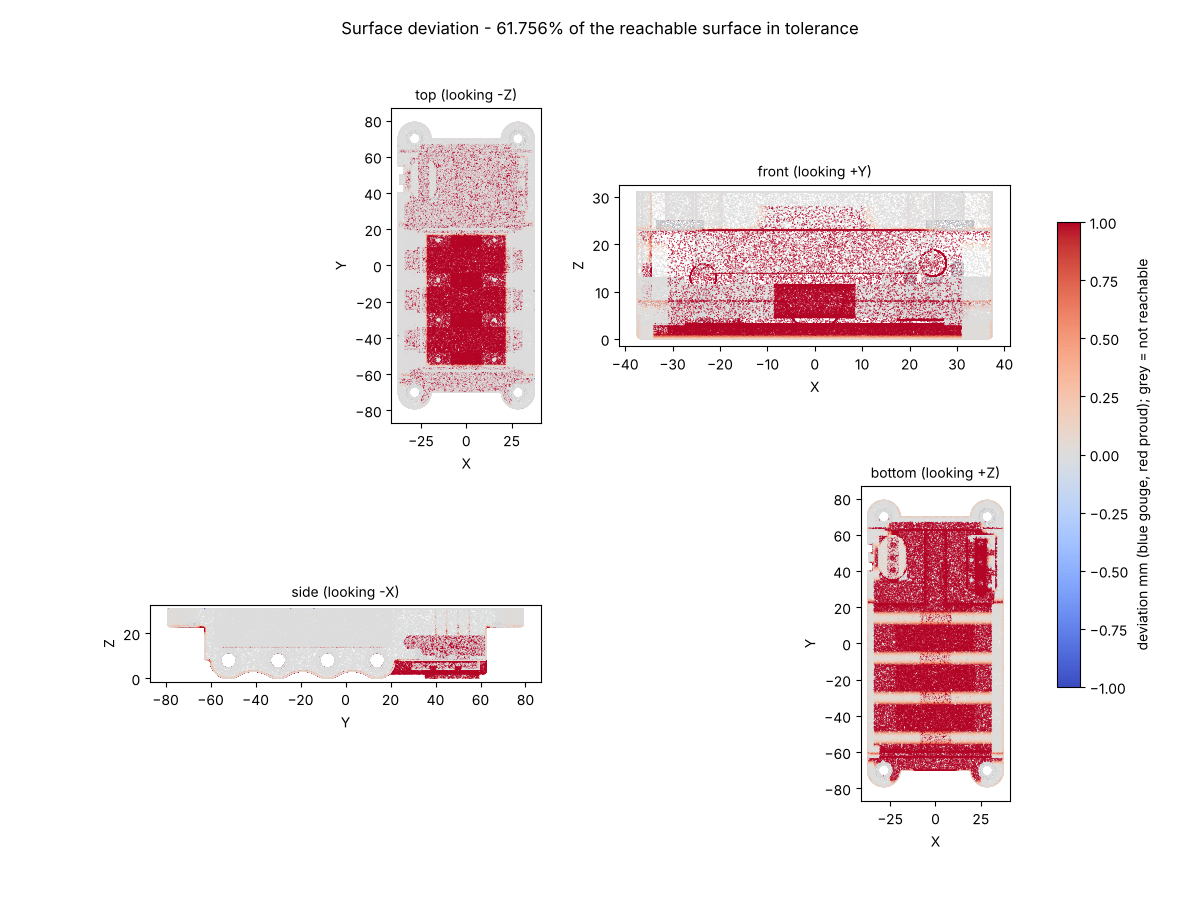 Surface deviation - 61.756% of the reachable surface in tolerance
top (looking -Z)
80
60
40
20
0
−20
−40
−60
−80
Y
−25 0 25
X
front (looking +Y)
30
20
10
0
Z
−40 −30 −20 −10 0 10 20 30 40
X
1.00
0.75
0.50
0.25
0.00
−0.25
−0.50
−0.75
−1.00
deviation mm (blue gouge, red proud); grey = not reachable
side (looking -X)
20
0
Z
−80 −60 −40 −20 0 20 40 60 80
Y
bottom (looking +Z)
80
60
40
20
0
−20
−40
−60
−80
Y
−25 0 25
X